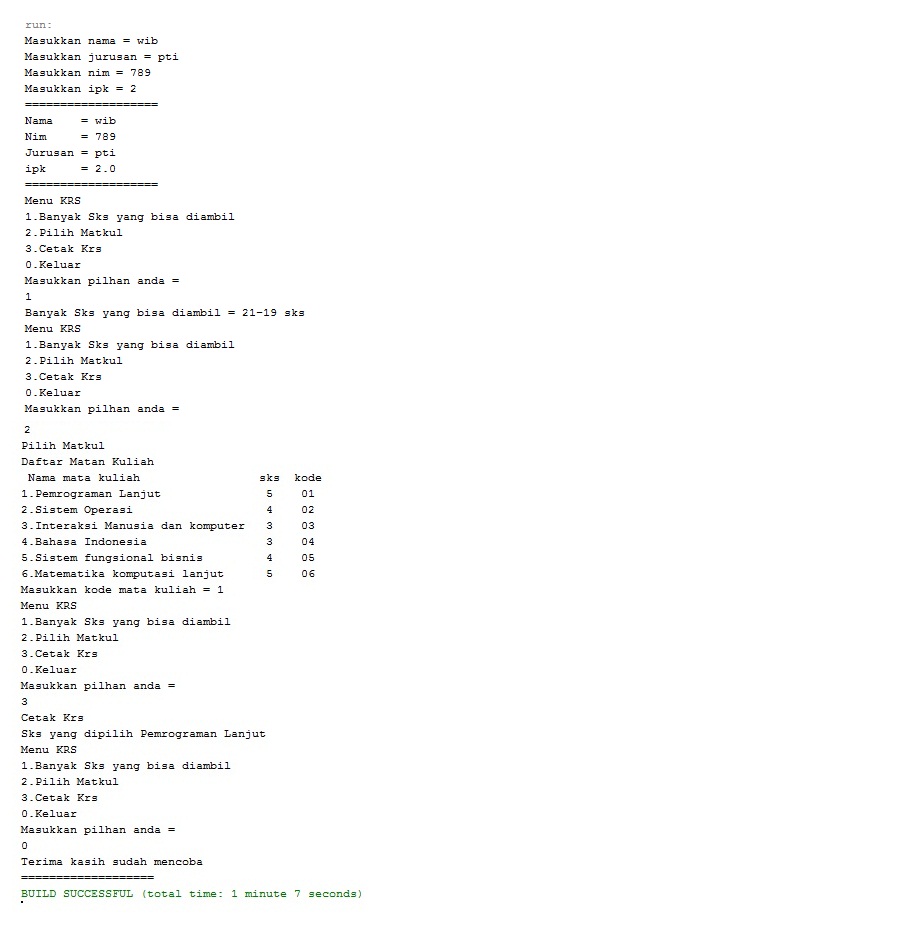 run:
Masukkan nama = wib
Masukkan jurusan = pti
Masukkan nim = 789
Masukkan ipk = 2
===================
Nama    = wib
Nim     = 789
Jurusan = pti
ipk     = 2.0
===================
Menu KRS
1.Banyak Sks yang bisa diambil
2.Pilih Matkul
3.Cetak Krs
0.Keluar
Masukkan pilhan anda =
1
Banyak Sks yang bisa diambil = 21-19 sks
Menu KRS
1.Banyak Sks yang bisa diambil
2.Pilih Matkul
3.Cetak Krs
0.Keluar
Masukkan pilhan anda =
2
Pilih Matkul
Daftar Matan Kuliah
 Nama mata kuliah                 sks  kode
1.Pemrograman Lanjut               5    01
2.Sistem Operasi                   4    02
3.Interaksi Manusia dan komputer   3    03
4.Bahasa Indonesia                 3    04
5.Sistem fungsional bisnis         4    05
6.Matematika komputasi lanjut      5    06
Masukkan kode mata kuliah = 1
Menu KRS
1.Banyak Sks yang bisa diambil
2.Pilih Matkul
3.Cetak Krs
0.Keluar
Masukkan pilhan anda =
3
Cetak Krs
Sks yang dipilih Pemrograman Lanjut
Menu KRS
1.Banyak Sks yang bisa diambil
2.Pilih Matkul
3.Cetak Krs
0.Keluar
Masukkan pilhan anda =
0
Terima kasih sudah mencoba
===================
BUILD SUCCESSFUL (total time: 1 minute 7 seconds)